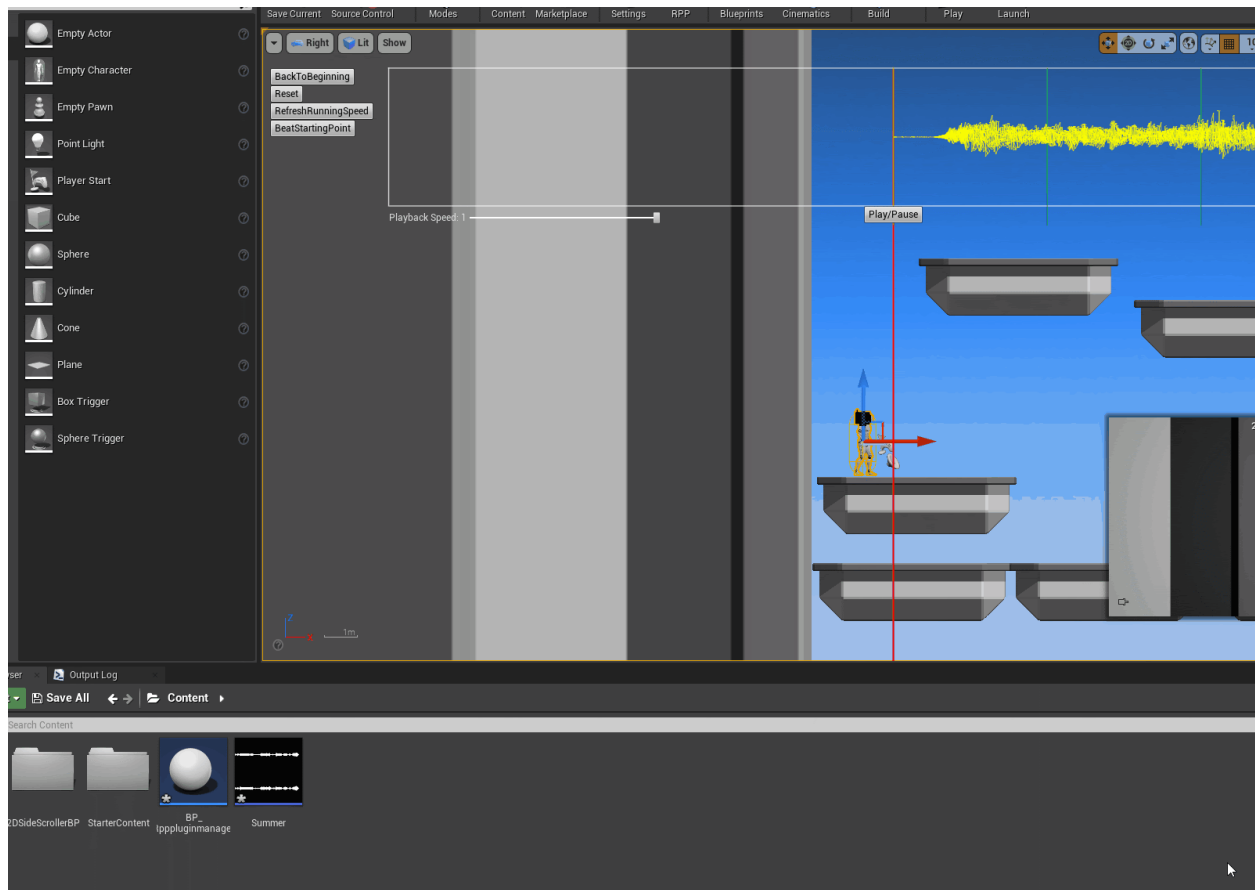 Save Current Source Control Modes Content Marketplace Settings RPP Blueprints Cinematics Build Play Launch
Empty Actor
Empty Character
Empty Pawn
Point Light
Player Start
Cube
Sphere
Cylinder
Cone
Plane
Box Trigger
Sphere Trigger
Right Lit Show
BackToBeginning
Reset
RefreshRunningSpeed
BeatStartingPoint
Playback Speed: 1
Play/Pause
Z
X
1m
Output Log
Save All Content
Search Content
2DSideScrollerBP StarterContent BP_
Ipppluginmanage Summer